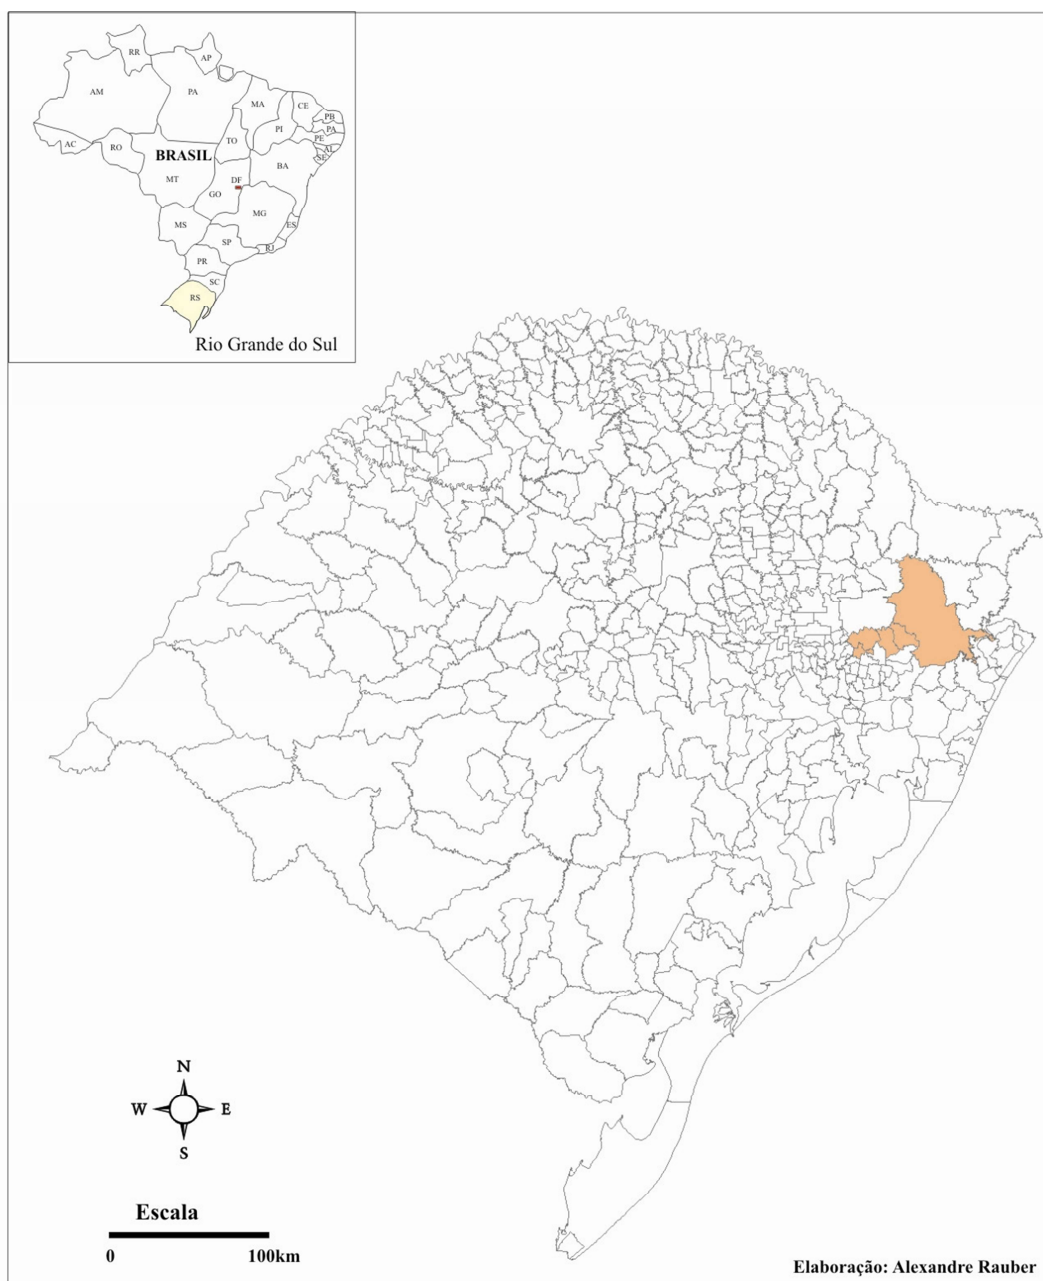 RR
AP
AM
PA
MA
CE
PB
PA
PE
AL
SE
PI
TO
AC
RO
BRASIL
BA
MT
DF
GO
MG
ES
MS
SP
RJ
PR
SC
RS
Rio Grande do Sul
N
W E
S
Escala
0 100km
Elaboração: Alexandre Rauber